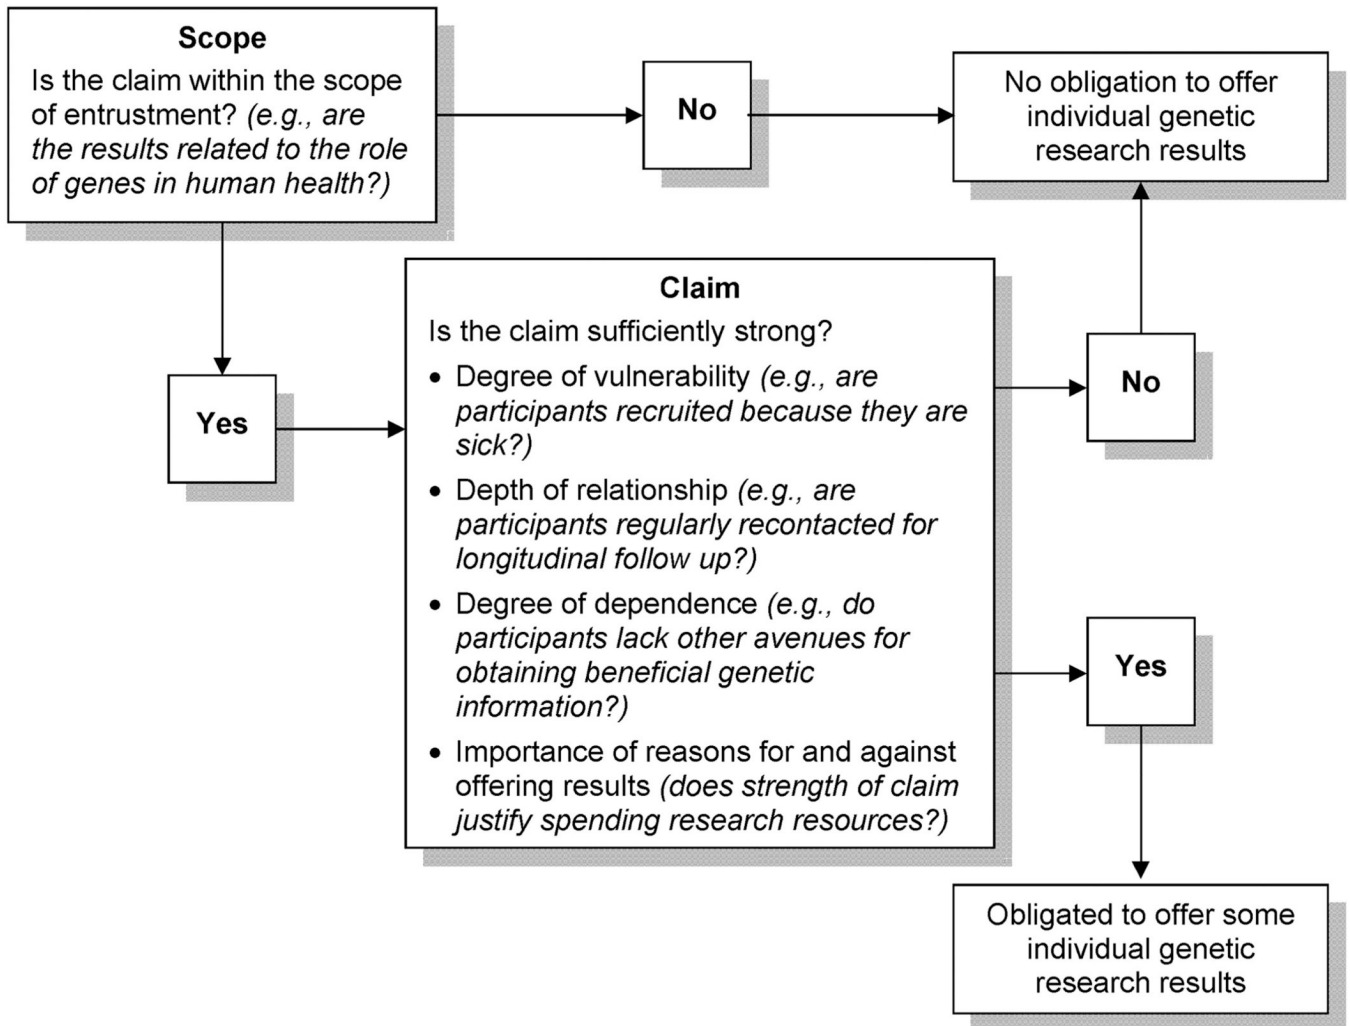 Scope
Is the claim within the scope
of entrustment? (e.g., are
the results related to the role
of genes in human health?)
No
No obligation to offer
individual genetic
research results
Yes
Claim
Is the claim sufficiently strong?
• Degree of vulnerability (e.g., are
participants recruited because they are
sick?)
• Depth of relationship (e.g., are
participants regularly recontacted for
longitudinal follow up?)
• Degree of dependence (e.g., do
participants lack other avenues for
obtaining beneficial genetic
information?)
• Importance of reasons for and against
offering results (does strength of claim
justify spending research resources?)
No
Yes
Obligated to offer some
individual genetic
research results